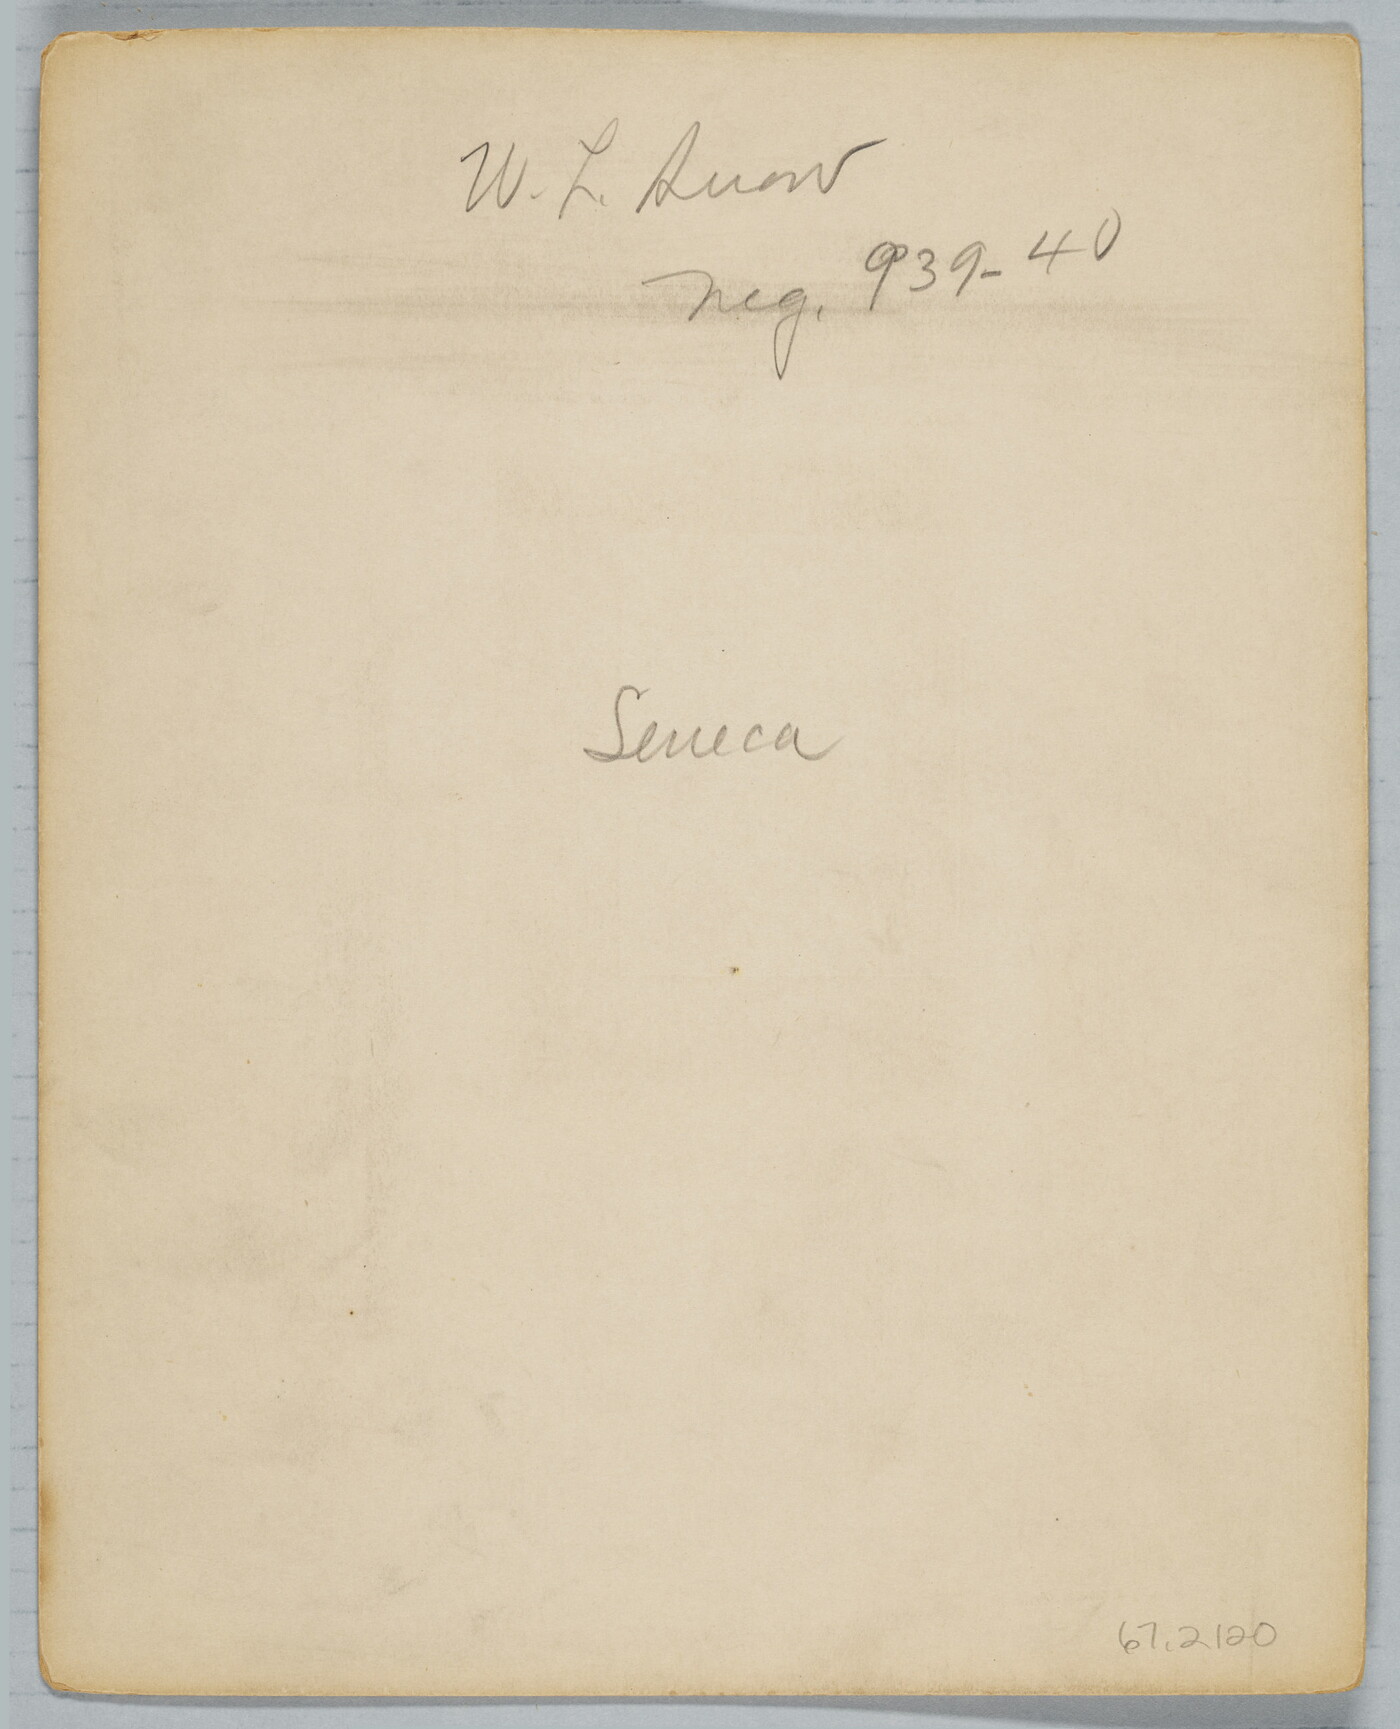 W. L. Snow
Neg. 939-40
Seneca
67.2120